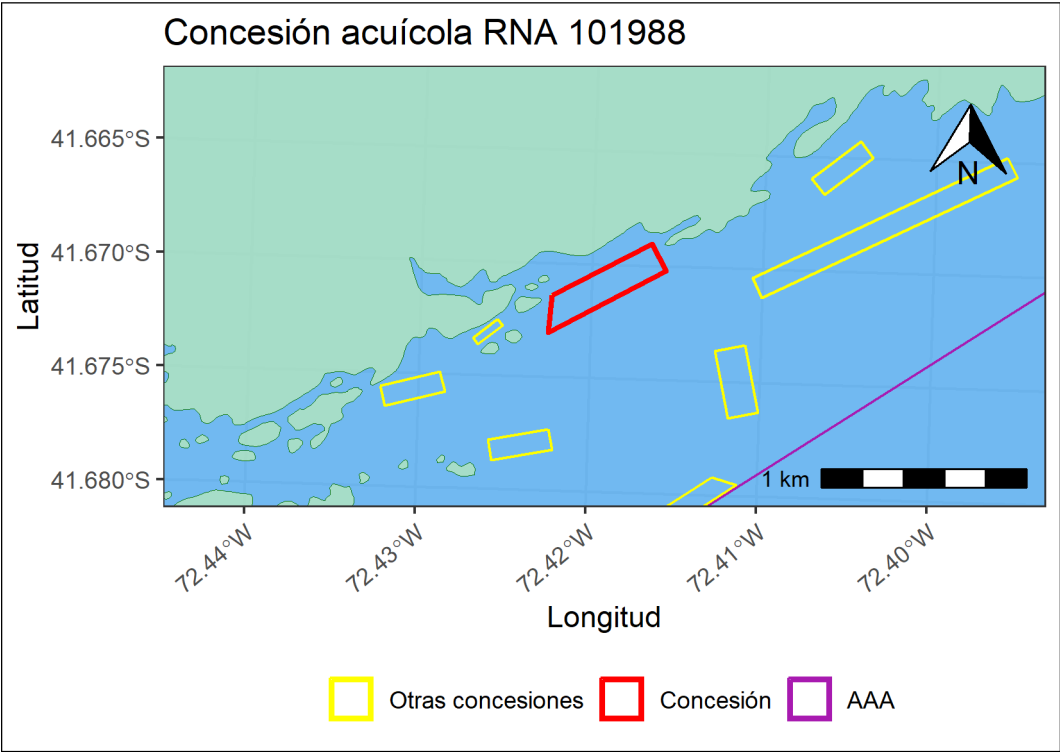 Concesión acuícola RNA 101988
Latitud
41.665°S
41.670°S
41.675°S
41.680°S
N
1 km
72.44°W
72.43°W
72.42°W
72.41°W
72.40°W
Longitud
Otras concesiones
Concesión
AAA